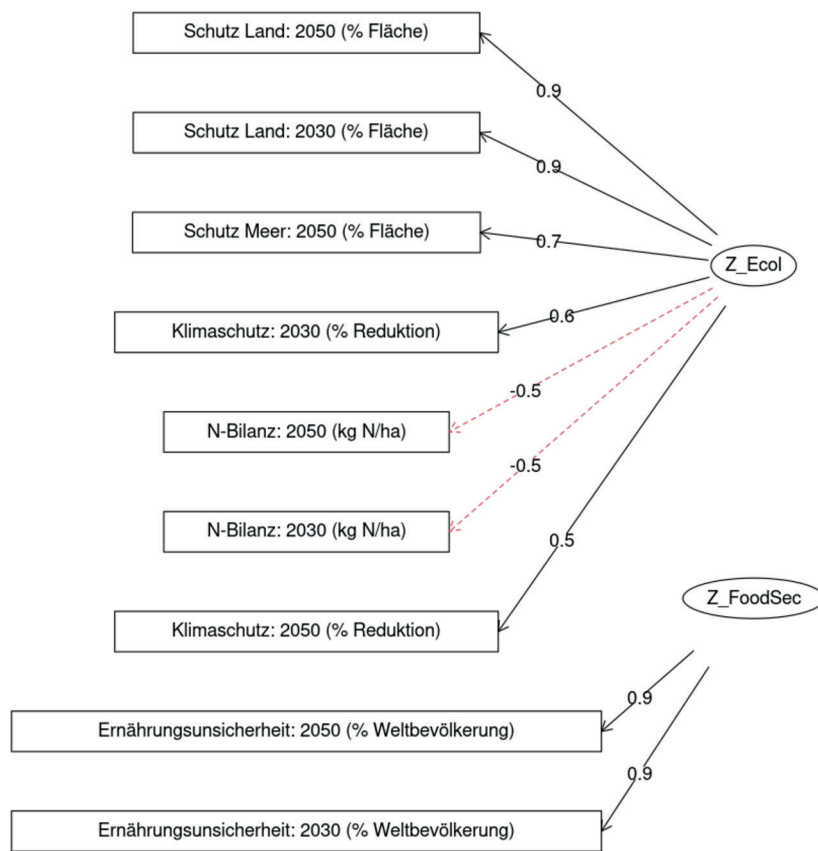 Schutz Land: 2050 (% Fläche)
0.9
Schutz Land: 2030 (% Fläche)
0.9
Schutz Meer: 2050 (% Fläche)
0.7
Z_Ecol
Klimaschutz: 2030 (% Reduktion)
0.6
-0.5
N-Bilanz: 2050 (kg N/ha)
-0.5
N-Bilanz: 2030 (kg N/ha)
0.5
Z_FoodSec
Klimaschutz: 2050 (% Reduktion)
0.9
Ernährungsunsicherheit: 2050 (% Weltbevölkerung)
0.9
Ernährungsunsicherheit: 2030 (% Weltbevölkerung)